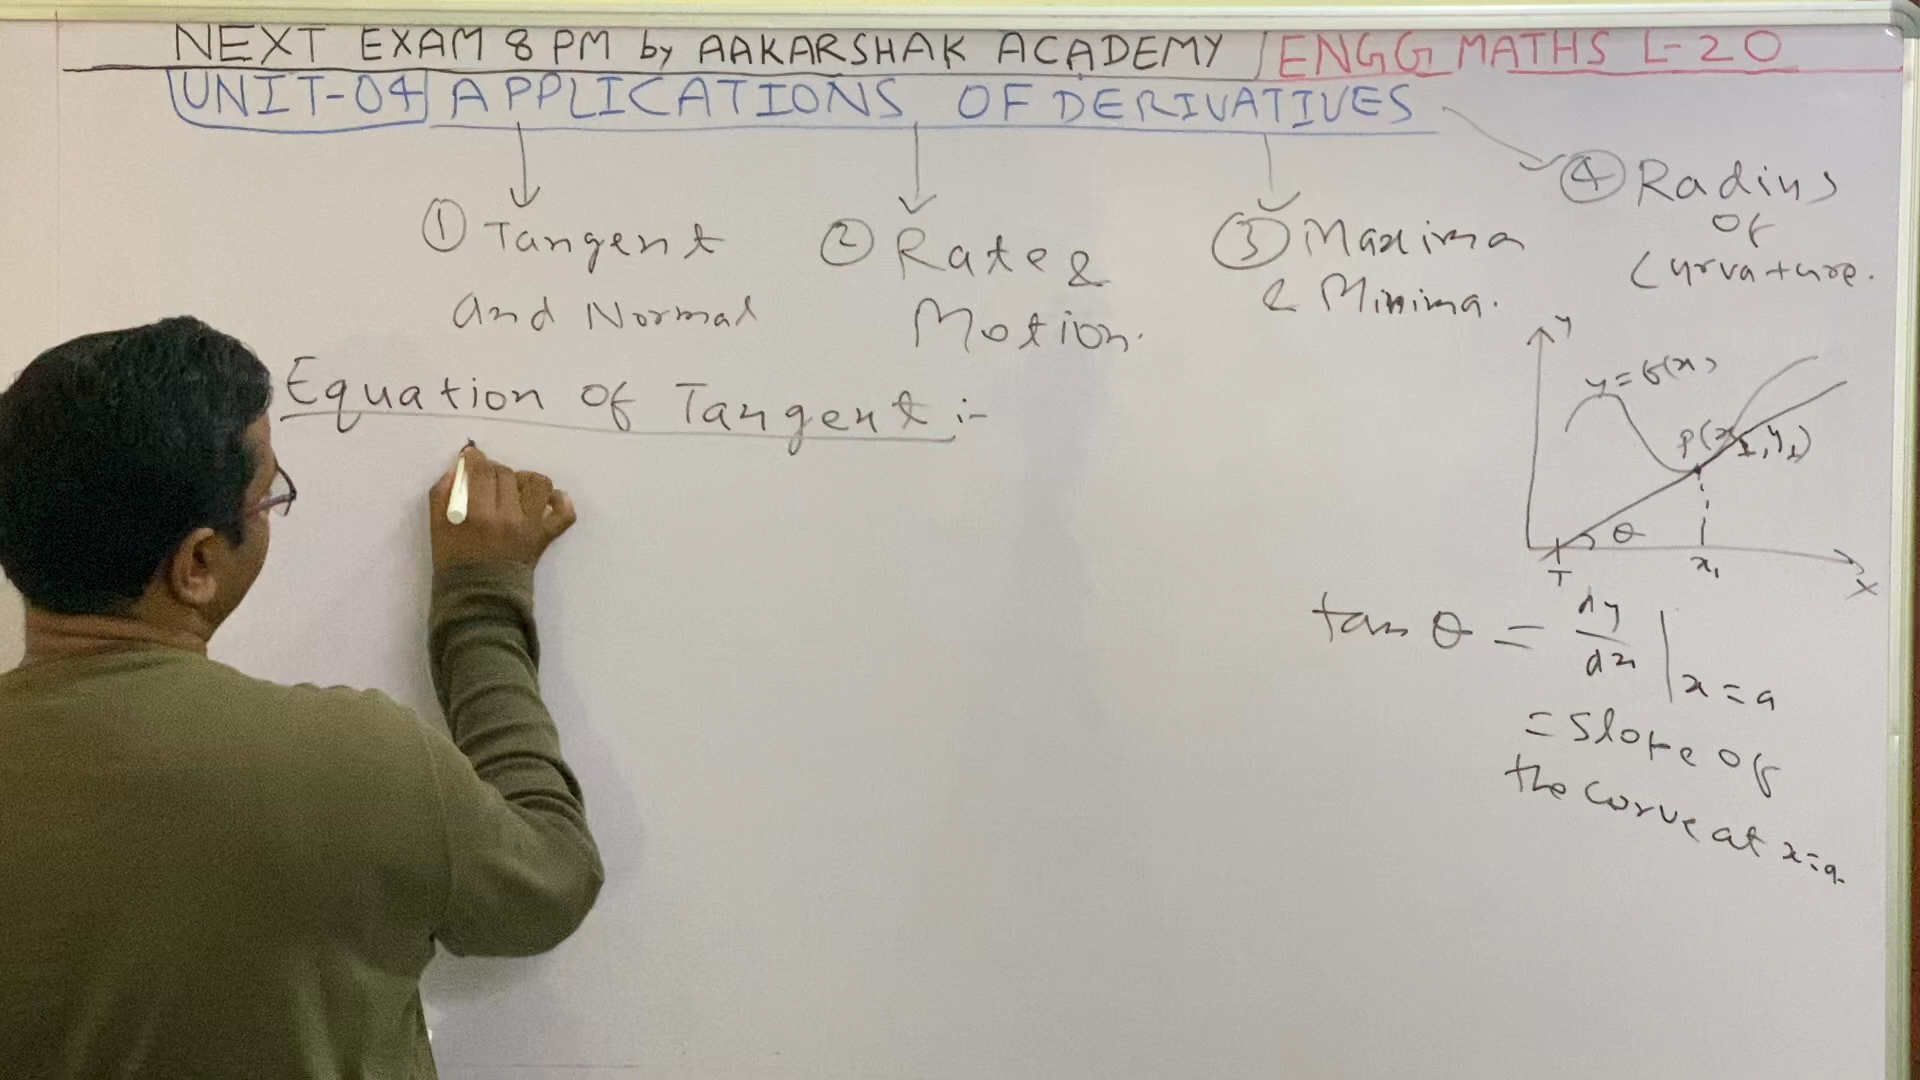 NEXT EXAM 8 PM by AAKARSHAK ACADEMY ENGG MATHS L-20
UNIT-04 APPLICATIONS OF DERIVATIVES
① Tangent
and Normal
② Rate &
Motion.
③ Maxima
& Minima.
④ Radius
of
Curvature.
Equation of Tangent :-
y
y = f(x)
P(x₁, y₁)
θ
T
x₁
X
tan θ = dy/dx | x = a
= slope of
the curve at x = a.